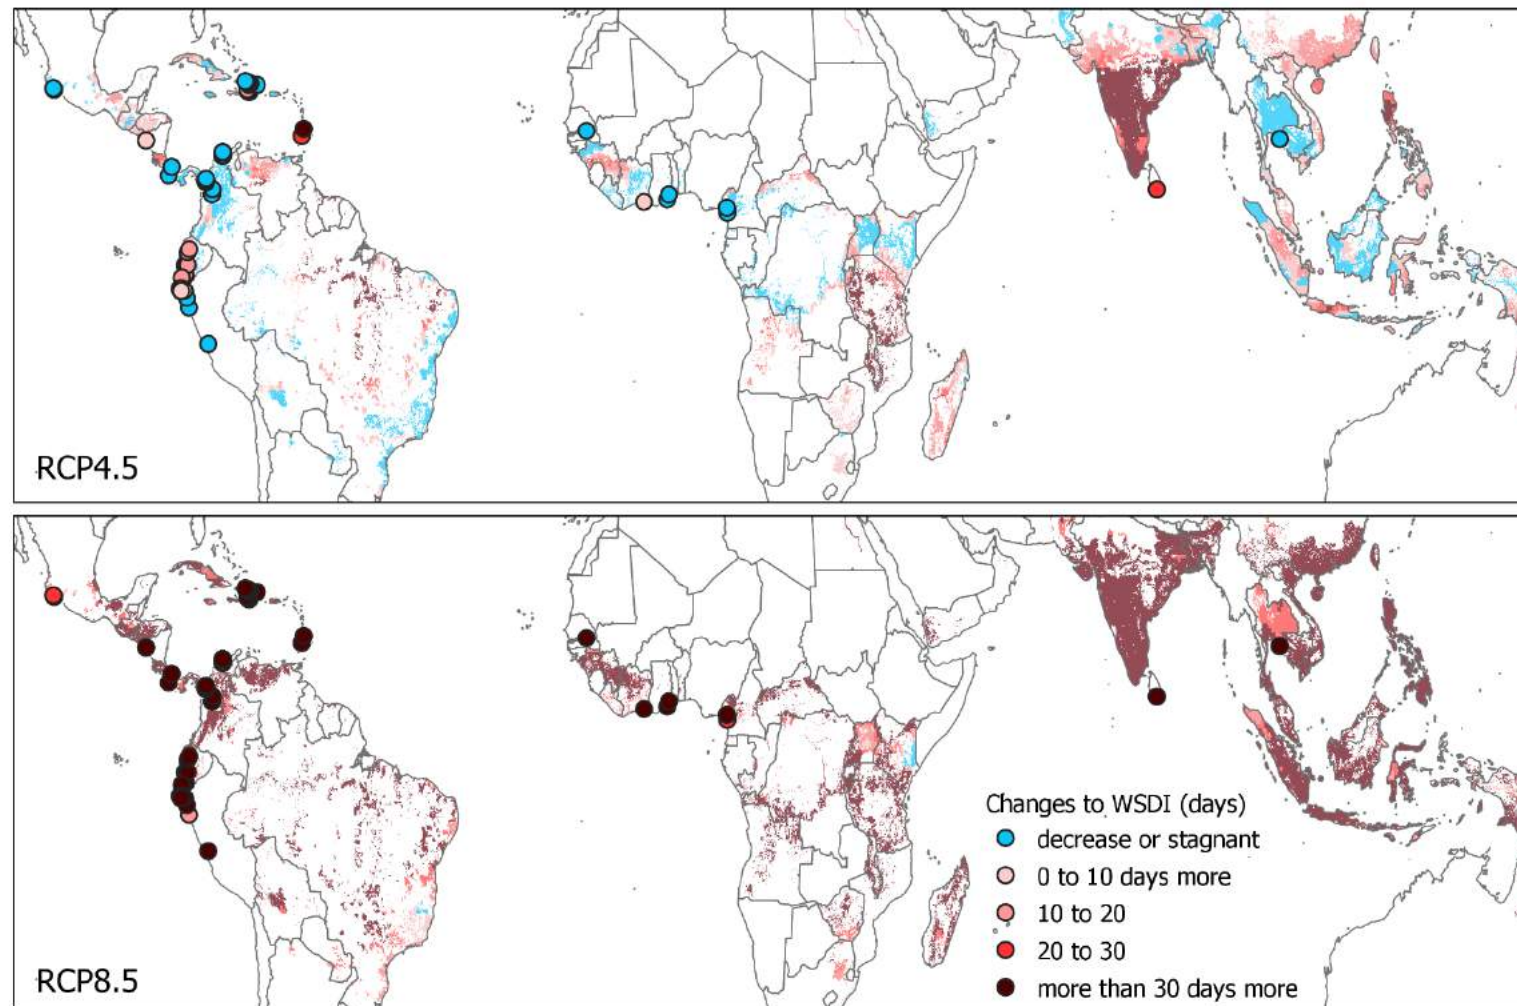 RCP4.5
Changes to WSDI (days)
decrease or stagnant
0 to 10 days more
10 to 20
20 to 30
more than 30 days more
RCP8.5